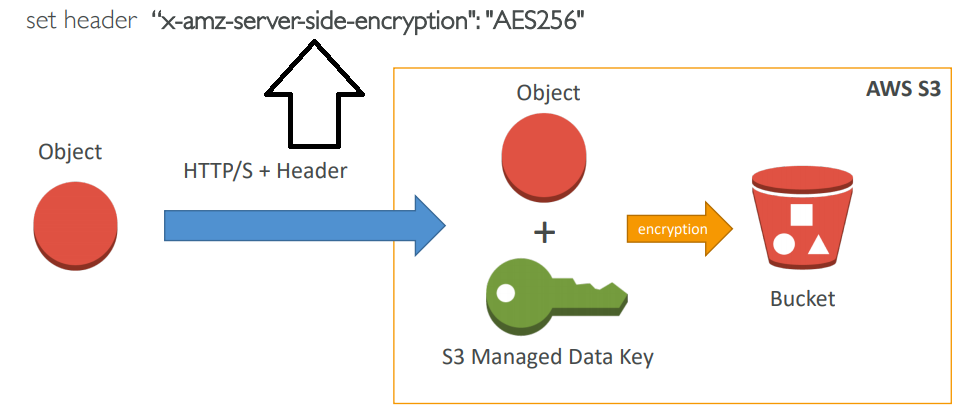 set header “x-amz-server-side-encryption": "AES256"
AWS S3
Object
Object
HTTP/S + Header
+
encryption
Bucket
S3 Managed Data Key